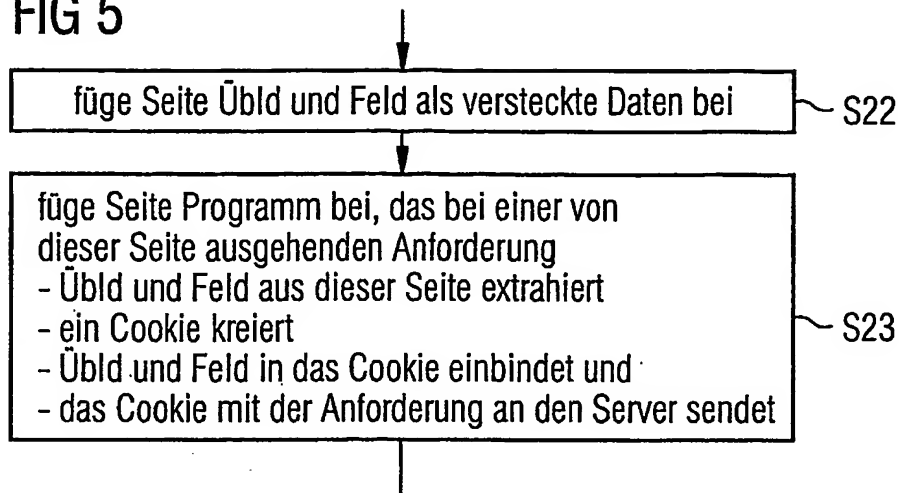 FIG 5
füge Seite ÜbId und Feld als versteckte Daten bei
S22
füge Seite Programm bei, das bei einer von
dieser Seite ausgehenden Anforderung
- ÜbId und Feld aus dieser Seite extrahiert
- ein Cookie kreiert
- ÜbId und Feld in das Cookie einbindet und
- das Cookie mit der Anforderung an den Server sendet
S23